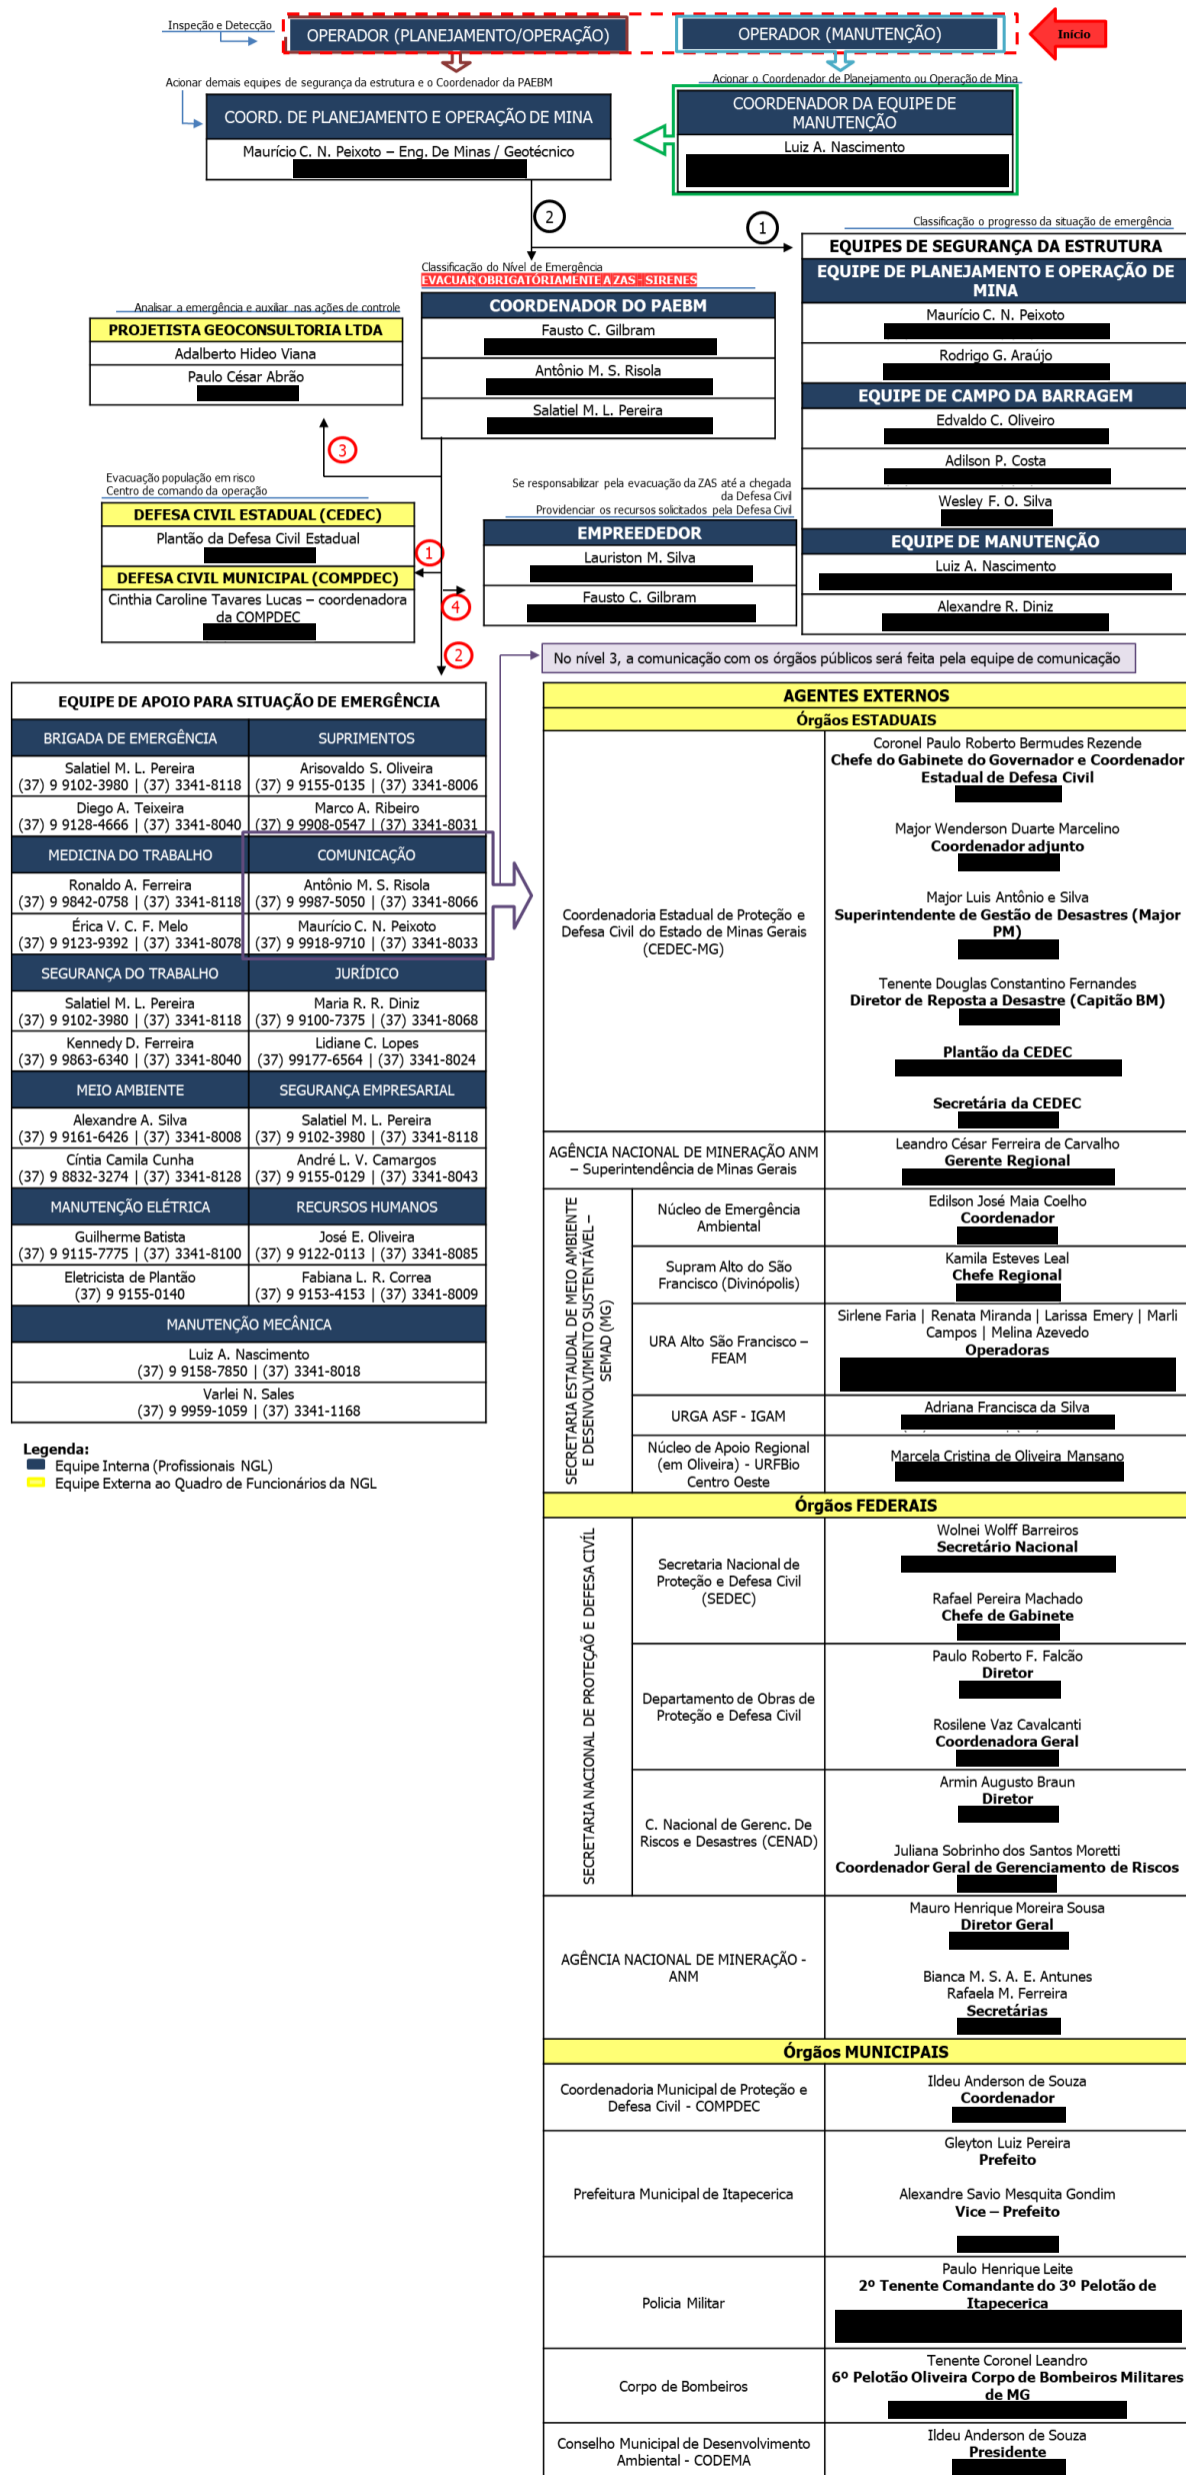 Inspeção e Detecção
OPERADOR (PLANEJAMENTO/OPERAÇÃO)
OPERADOR (MANUTENÇÃO)
Início
Acionar demais equipes de segurança da estrutura e o Coordenador da PAEBM
Acionar o Coordenador de Planejamento ou Operação de Mina
COORD. DE PLANEJAMENTO E OPERAÇÃO DE MINA
Maurício C. N. Peixoto – Eng. De Minas / Geotécnico
COORDENADOR DA EQUIPE DE
MANUTENÇÃO
Luiz A. Nascimento
2
1
Classificação o progresso da situação de emergência
EQUIPES DE SEGURANÇA DA ESTRUTURA
EQUIPE DE PLANEJAMENTO E OPERAÇÃO DE
MINA
Maurício C. N. Peixoto
Rodrigo G. Araújo
EQUIPE DE CAMPO DA BARRAGEM
Edvaldo C. Oliveiro
Adilson P. Costa
Wesley F. O. Silva
EQUIPE DE MANUTENÇÃO
Luiz A. Nascimento
Alexandre R. Diniz
Classificação do Nível de Emergência
EVACUAR OBRIGATÓRIAMENTE A ZAS - SIRENES
COORDENADOR DO PAEBM
Fausto C. Gilbram
Antônio M. S. Risola
Salatiel M. L. Pereira
Analisar a emergência e auxiliar nas ações de controle
PROJETISTA GEOCONSULTORIA LTDA
Adalberto Hideo Viana
Paulo César Abrão
3
Evacuação população em risco
Centro de comando da operação
DEFESA CIVIL ESTADUAL (CEDEC)
Plantão da Defesa Civil Estadual
DEFESA CIVIL MUNICIPAL (COMPDEC)
Cinthia Caroline Tavares Lucas – coordenadora
da COMPDEC
1
4
2
Se responsabilizar pela evacuação da ZAS até a chegada
da Defesa Civil
Providenciar os recursos solicitados pela Defesa Civil
EMPREEDEDOR
Lauriston M. Silva
Fausto C. Gilbram
No nível 3, a comunicação com os órgãos públicos será feita pela equipe de comunicação
EQUIPE DE APOIO PARA SITUAÇÃO DE EMERGÊNCIA
BRIGADA DE EMERGÊNCIA
SUPRIMENTOS
Salatiel M. L. Pereira
(37) 9 9102-3980 | (37) 3341-8118
Arisovaldo S. Oliveira
(37) 9 9155-0135 | (37) 3341-8006
Diego A. Teixeira
(37) 9 9128-4666 | (37) 3341-8040
Marco A. Ribeiro
(37) 9 9908-0547 | (37) 3341-8031
MEDICINA DO TRABALHO
COMUNICAÇÃO
Ronaldo A. Ferreira
(37) 9 9842-0758 | (37) 3341-8118
Antônio M. S. Risola
(37) 9 9987-5050 | (37) 3341-8066
Érica V. C. F. Melo
(37) 9 9123-9392 | (37) 3341-8078
Maurício C. N. Peixoto
(37) 9 9918-9710 | (37) 3341-8033
SEGURANÇA DO TRABALHO
JURÍDICO
Salatiel M. L. Pereira
(37) 9 9102-3980 | (37) 3341-8118
Maria R. R. Diniz
(37) 9 9100-7375 | (37) 3341-8068
Kennedy D. Ferreira
(37) 9 9863-6340 | (37) 3341-8040
Lidiane C. Lopes
(37) 99177-6564 | (37) 3341-8024
MEIO AMBIENTE
SEGURANÇA EMPRESARIAL
Alexandre A. Silva
(37) 9 9161-6426 | (37) 3341-8008
Salatiel M. L. Pereira
(37) 9 9102-3980 | (37) 3341-8118
Cíntia Camila Cunha
(37) 9 8832-3274 | (37) 3341-8128
André L. V. Camargos
(37) 9 9155-0129 | (37) 3341-8043
MANUTENÇÃO ELÉTRICA
RECURSOS HUMANOS
Guilherme Batista
(37) 9 9115-7775 | (37) 3341-8100
José E. Oliveira
(37) 9 9122-0113 | (37) 3341-8085
Eletricista de Plantão
(37) 9 9155-0140
Fabiana L. R. Correa
(37) 9 9153-4153 | (37) 3341-8009
MANUTENÇÃO MECÂNICA
Luiz A. Nascimento
(37) 9 9158-7850 | (37) 3341-8018
Varlei N. Sales
(37) 9 9959-1059 | (37) 3341-1168
Legenda:
Equipe Interna (Profissionais NGL)
Equipe Externa ao Quadro de Funcionários da NGL
AGENTES EXTERNOS
Órgãos ESTADUAIS
Coordenadoria Estadual de Proteção e
Defesa Civil do Estado de Minas Gerais
(CEDEC-MG)
Coronel Paulo Roberto Bermudes Rezende
Chefe do Gabinete do Governador e Coordenador
Estadual de Defesa Civil
Major Wenderson Duarte Marcelino
Coordenador adjunto
Major Luis Antônio e Silva
Superintendente de Gestão de Desastres (Major
PM)
Tenente Douglas Constantino Fernandes
Diretor de Reposta a Desastre (Capitão BM)
Plantão da CEDEC
Secretária da CEDEC
AGÊNCIA NACIONAL DE MINERAÇÃO ANM
– Superintendência de Minas Gerais
Leandro César Ferreira de Carvalho
Gerente Regional
SECRETARIA ESTAUDAL DE MEIO AMBIENTE
E DESENVOLVIMENTO SUSTENTÁVEL –
SEMAD (MG)
Núcleo de Emergência
Ambiental
Edilson José Maia Coelho
Coordenador
Supram Alto do São
Francisco (Divinópolis)
Kamila Esteves Leal
Chefe Regional
URA Alto São Francisco –
FEAM
Sirlene Faria | Renata Miranda | Larissa Emery | Marli
Campos | Melina Azevedo
Operadoras
URGA ASF - IGAM
Adriana Francisca da Silva
Núcleo de Apoio Regional
(em Oliveira) - URFBio
Centro Oeste
Marcela Cristina de Oliveira Mansano
Órgãos FEDERAIS
SECRETARIA NACIONAL DE PROTEÇAÕ E DEFESA CIVÍL
Secretaria Nacional de
Proteção e Defesa Civil
(SEDEC)
Wolnei Wolff Barreiros
Secretário Nacional
Rafael Pereira Machado
Chefe de Gabinete
Departamento de Obras de
Proteção e Defesa Civil
Paulo Roberto F. Falcão
Diretor
Rosilene Vaz Cavalcanti
Coordenadora Geral
C. Nacional de Gerenc. De
Riscos e Desastres (CENAD)
Armin Augusto Braun
Diretor
Juliana Sobrinho dos Santos Moretti
Coordenador Geral de Gerenciamento de Riscos
AGÊNCIA NACIONAL DE MINERAÇÃO -
ANM
Mauro Henrique Moreira Sousa
Diretor Geral
Bianca M. S. A. E. Antunes
Rafaela M. Ferreira
Secretárias
Órgãos MUNICIPAIS
Coordenadoria Municipal de Proteção e
Defesa Civil - COMPDEC
Ildeu Anderson de Souza
Coordenador
Prefeitura Municipal de Itapecerica
Gleyton Luiz Pereira
Prefeito
Alexandre Savio Mesquita Gondim
Vice – Prefeito
Policia Militar
Paulo Henrique Leite
2º Tenente Comandante do 3º Pelotão de
Itapecerica
Corpo de Bombeiros
Tenente Coronel Leandro
6º Pelotão Oliveira Corpo de Bombeiros Militares
de MG
Conselho Municipal de Desenvolvimento
Ambiental - CODEMA
Ildeu Anderson de Souza
Presidente